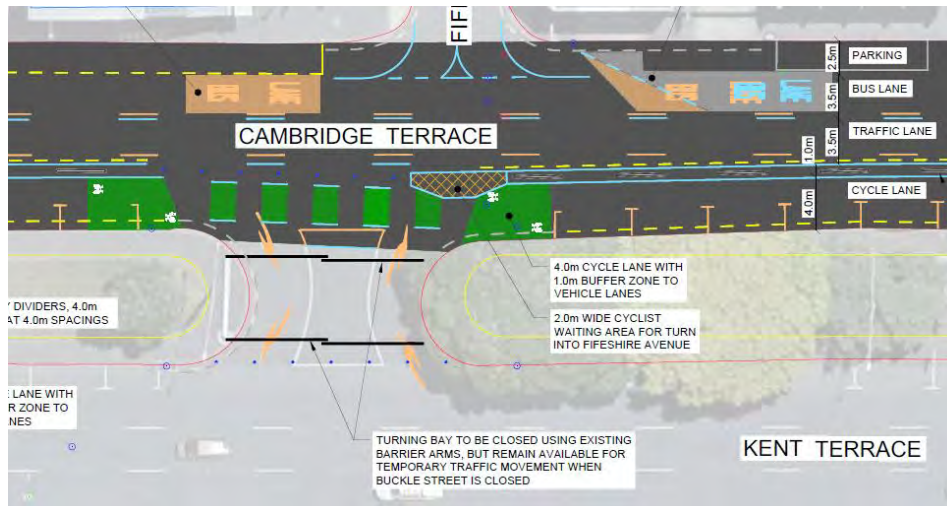 FIF
PARKING
2.5m
BUS LANE
3.5m
CAMBRIDGE TERRACE
TRAFFIC LANE
3.5m
1.0m
CYCLE LANE
4.0m
4.0m CYCLE LANE WITH
1.0m BUFFER ZONE TO
VEHICLE LANES
DIVIDERS, 4.0m
AT 4.0m SPACINGS
2.0m WIDE CYCLIST
WAITING AREA FOR TURN
INTO FIFESHIRE AVENUE
LANE WITH
ZONE TO
TURNING BAY TO BE CLOSED USING EXISTING
BARRIER ARMS, BUT REMAIN AVAILABLE FOR
TEMPORARY TRAFFIC MOVEMENT WHEN
BUCKLE STREET IS CLOSED
KENT TERRACE